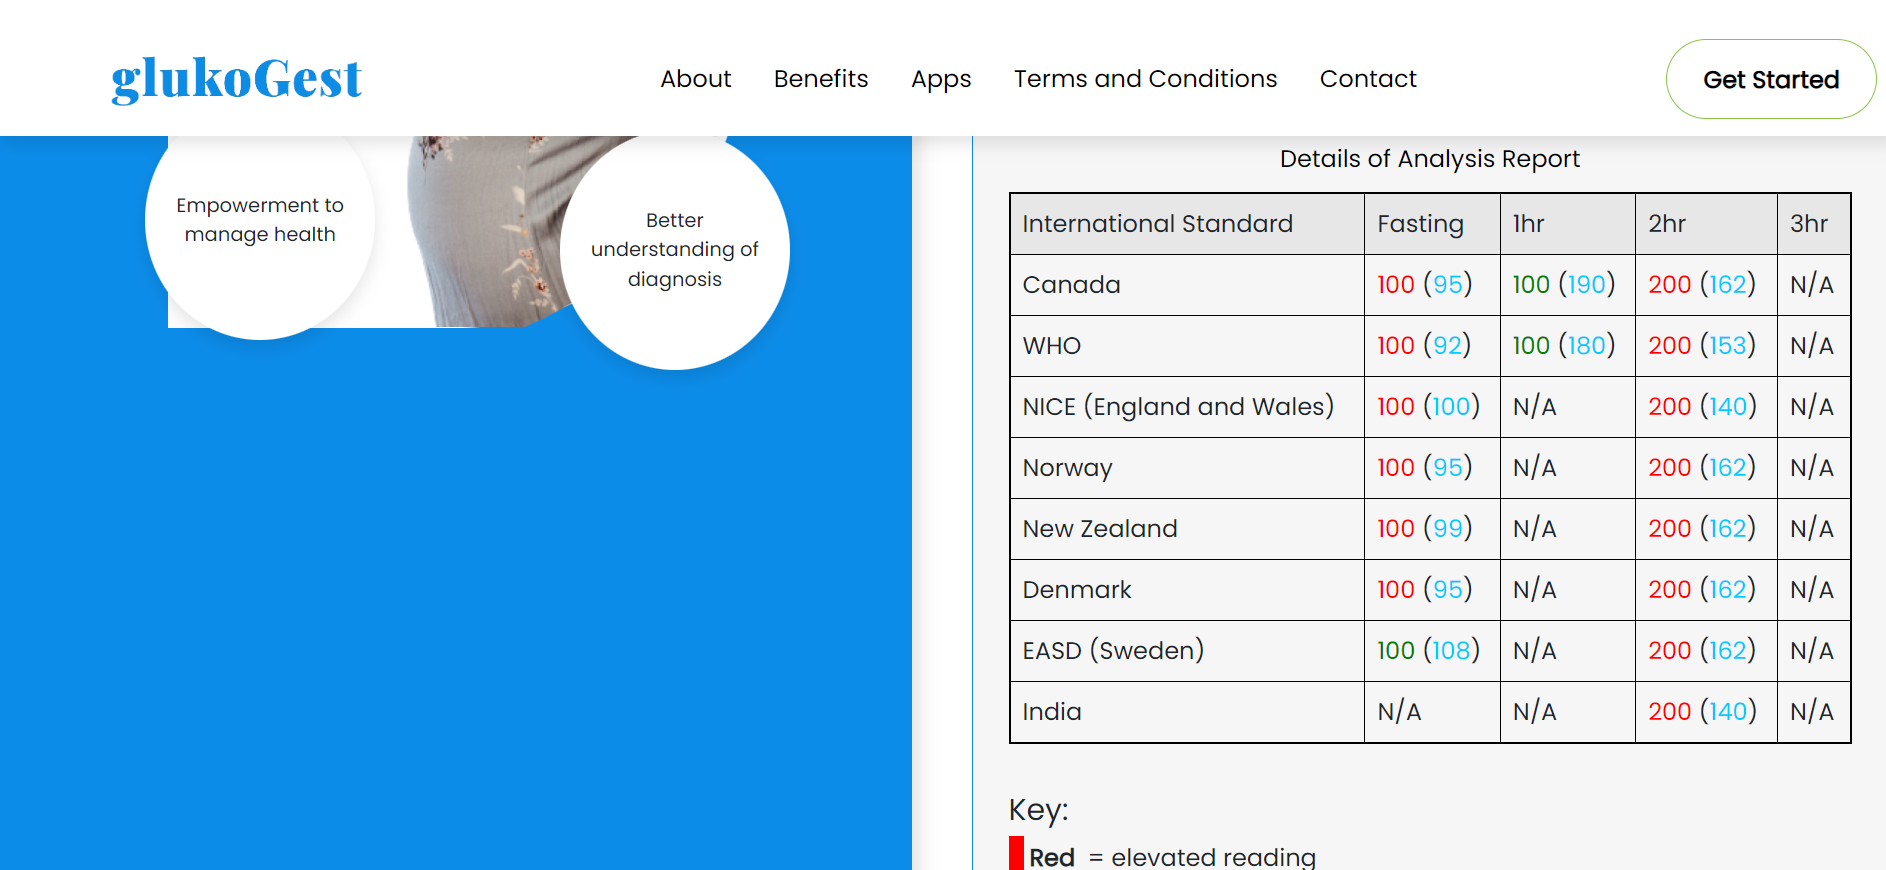 glukoGest
About Benefits Apps Terms and Conditions Contact
Get Started
Empowerment to
manage health
Better
understanding of
diagnosis
Details of Analysis Report
International Standard Fasting 1hr 2hr 3hr
Canada 100 (95) 100 (190) 200 (162) N/A
WHO 100 (92) 100 (180) 200 (153) N/A
NICE (England and Wales) 100 (100) N/A 200 (140) N/A
Norway 100 (95) N/A 200 (162) N/A
New Zealand 100 (99) N/A 200 (162) N/A
Denmark 100 (95) N/A 200 (162) N/A
EASD (Sweden) 100 (108) N/A 200 (162) N/A
India N/A N/A 200 (140) N/A
Key:
Red = elevated reading